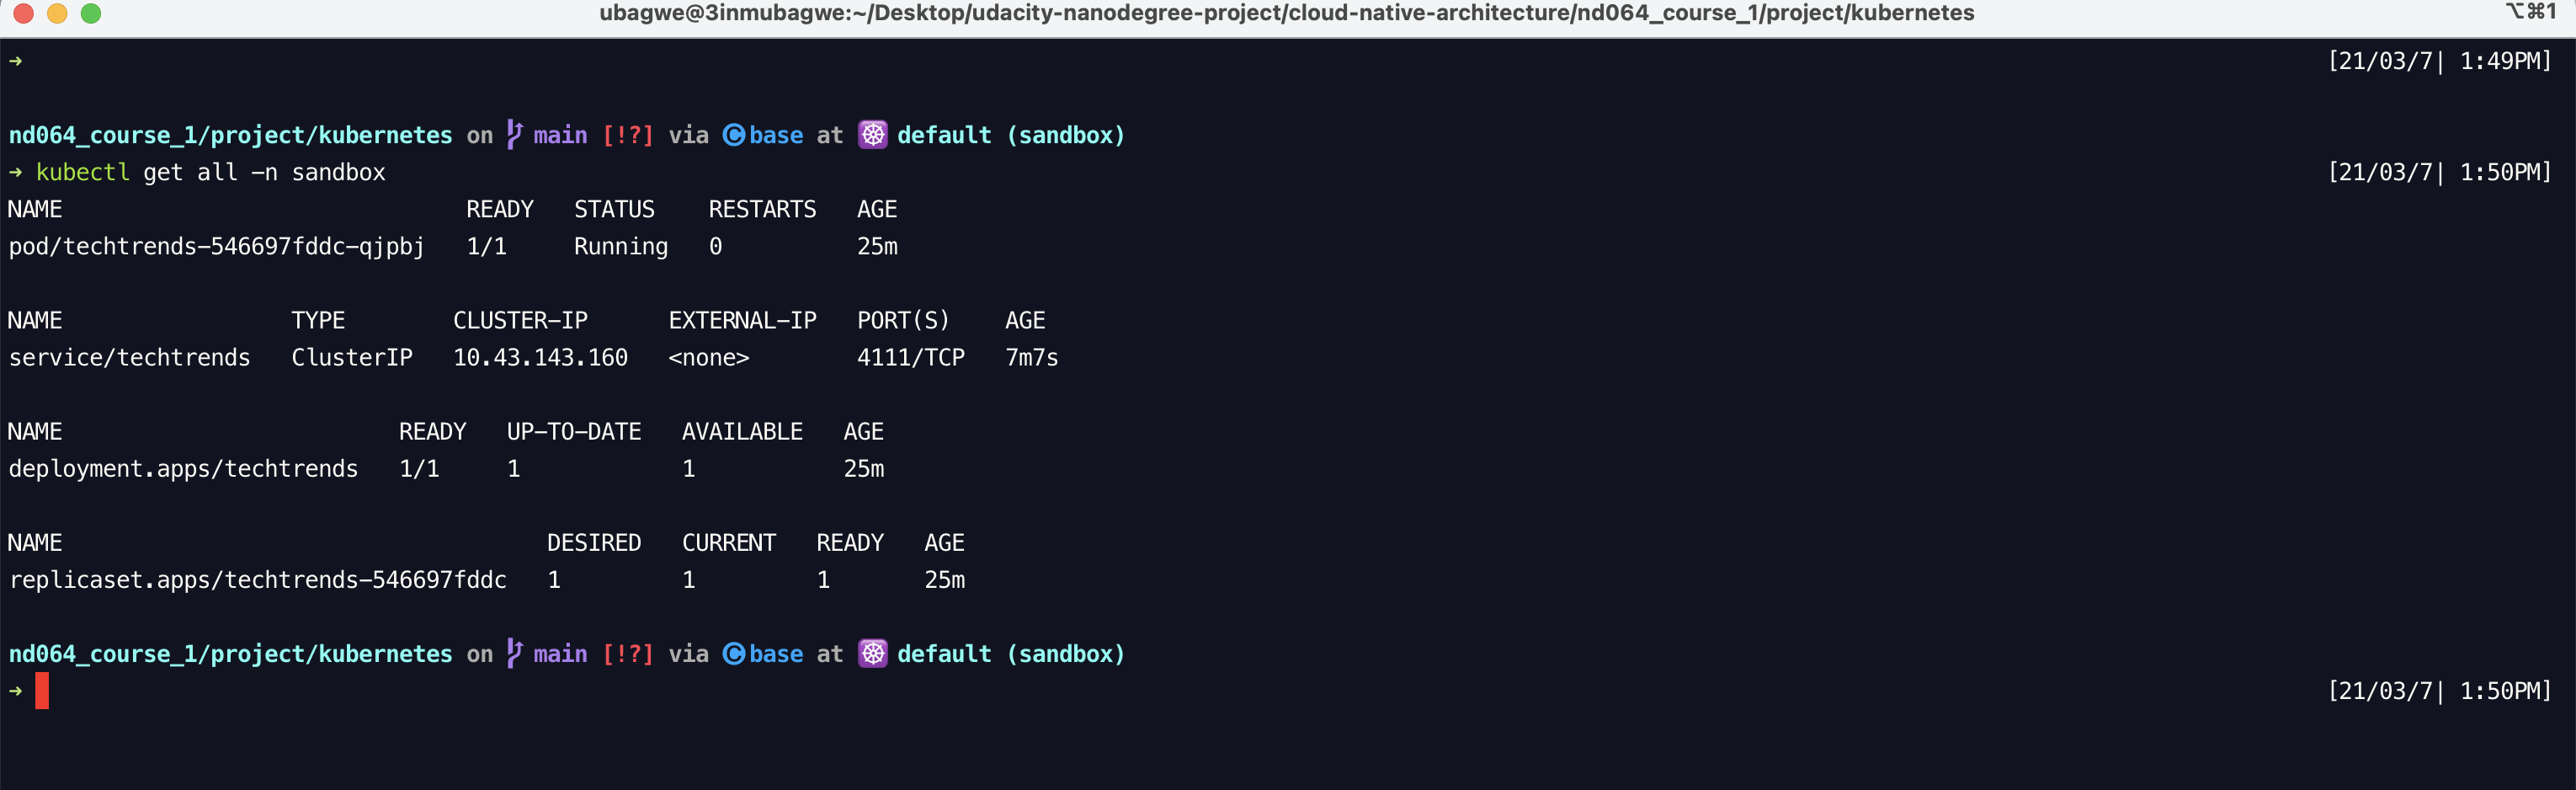 ubagwe@3inmubagwe:~/Desktop/udacity-nanodegree-project/cloud-native-architecture/nd064_course_1/project/kubernetes ⌥⌘1
➜ [21/03/7| 1:49PM]
nd064_course_1/project/kubernetes on main [!?] via base at default (sandbox)
➜ kubectl get all -n sandbox [21/03/7| 1:50PM]
NAME READY STATUS RESTARTS AGE
pod/techtrends-546697fddc-qjpbj 1/1 Running 0 25m
NAME TYPE CLUSTER-IP EXTERNAL-IP PORT(S) AGE
service/techtrends ClusterIP 10.43.143.160 <none> 4111/TCP 7m7s
NAME READY UP-TO-DATE AVAILABLE AGE
deployment.apps/techtrends 1/1 1 1 25m
NAME DESIRED CURRENT READY AGE
replicaset.apps/techtrends-546697fddc 1 1 1 25m
nd064_course_1/project/kubernetes on main [!?] via base at default (sandbox)
➜ [21/03/7| 1:50PM]